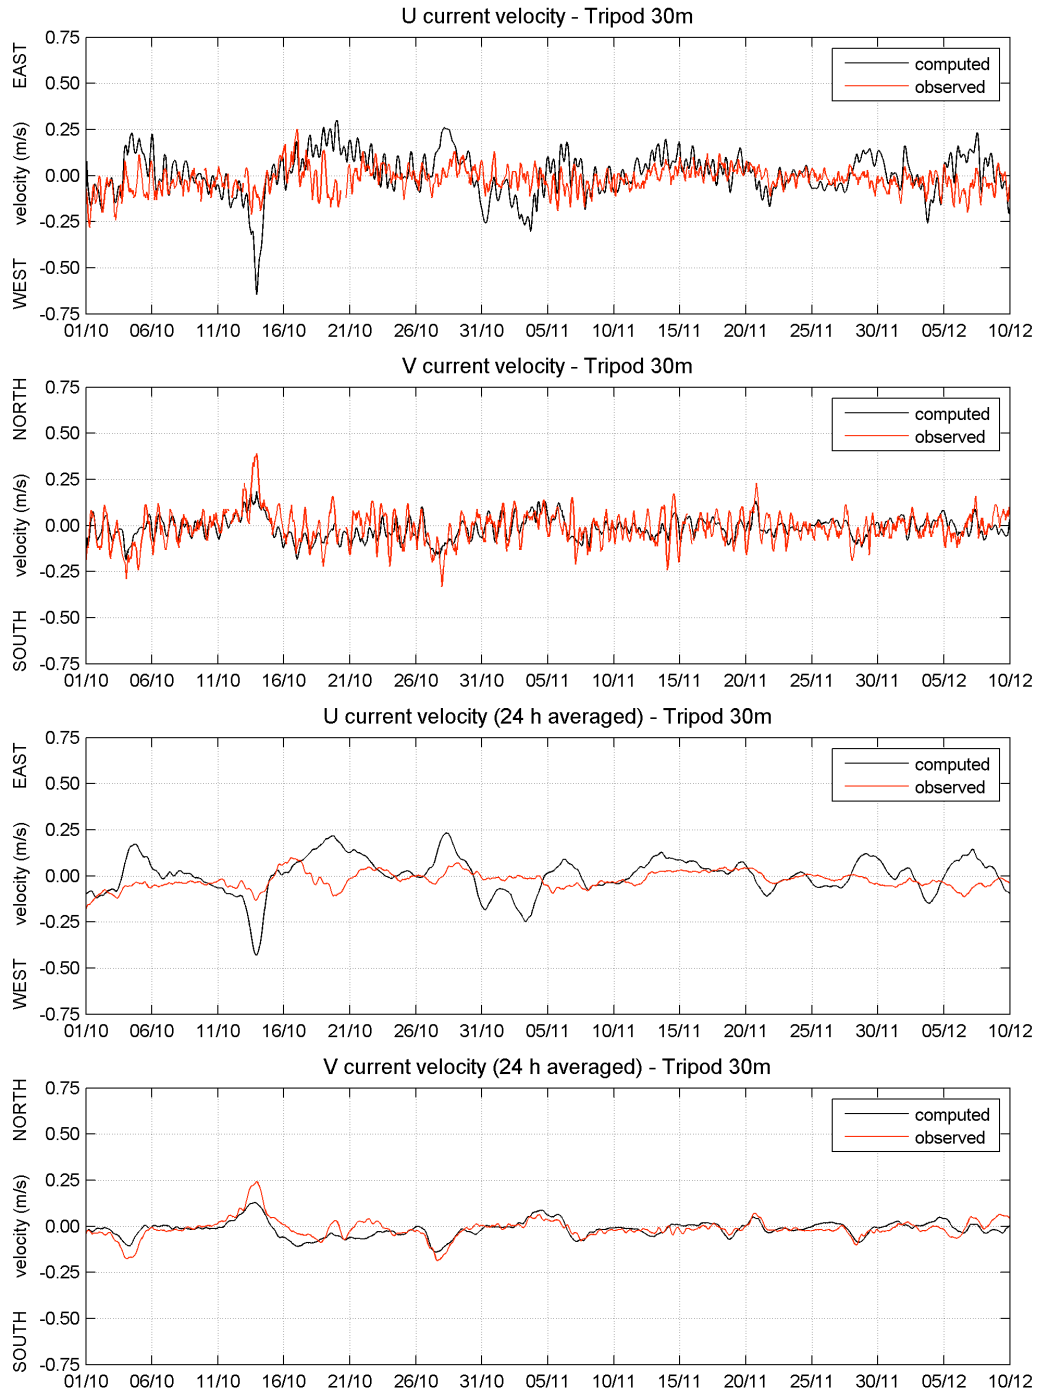 U current velocity - Tripod 30m
EAST
velocity (m/s)
WEST
0.75
0.50
0.25
0.00
-0.25
-0.50
-0.75
computed
observed
01/10 06/10 11/10 16/10 21/10 26/10 31/10 05/11 10/11 15/11 20/11 25/11 30/11 05/12 10/12
V current velocity - Tripod 30m
NORTH
velocity (m/s)
SOUTH
0.75
0.50
0.25
0.00
-0.25
-0.50
-0.75
computed
observed
01/10 06/10 11/10 16/10 21/10 26/10 31/10 05/11 10/11 15/11 20/11 25/11 30/11 05/12 10/12
U current velocity (24 h averaged) - Tripod 30m
EAST
velocity (m/s)
WEST
0.75
0.50
0.25
0.00
-0.25
-0.50
-0.75
computed
observed
01/10 06/10 11/10 16/10 21/10 26/10 31/10 05/11 10/11 15/11 20/11 25/11 30/11 05/12 10/12
V current velocity (24 h averaged) - Tripod 30m
NORTH
velocity (m/s)
SOUTH
0.75
0.50
0.25
0.00
-0.25
-0.50
-0.75
computed
observed
01/10 06/10 11/10 16/10 21/10 26/10 31/10 05/11 10/11 15/11 20/11 25/11 30/11 05/12 10/12